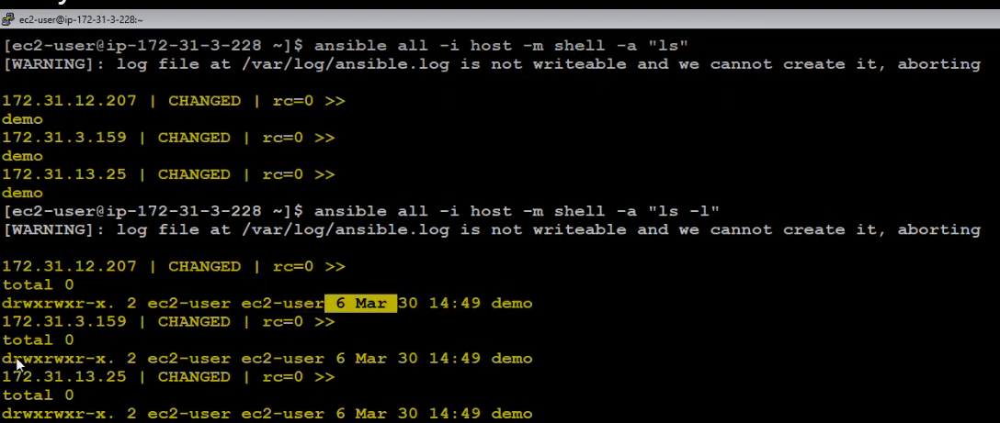 ec2-user@ip-172-31-3-228:~
[ec2-user@ip-172-31-3-228 ~]$ ansible all -i host -m shell -a "ls"
[WARNING]: log file at /var/log/ansible.log is not writeable and we cannot create it, aborting
172.31.12.207 | CHANGED | rc=0 >>
demo
172.31.3.159 | CHANGED | rc=0 >>
demo
172.31.13.25 | CHANGED | rc=0 >>
demo
[ec2-user@ip-172-31-3-228 ~]$ ansible all -i host -m shell -a "ls -l"
[WARNING]: log file at /var/log/ansible.log is not writeable and we cannot create it, aborting
172.31.12.207 | CHANGED | rc=0 >>
total 0
drwxrwxr-x. 2 ec2-user ec2-user 6 Mar 30 14:49 demo
172.31.3.159 | CHANGED | rc=0 >>
total 0
drwxrwxr-x. 2 ec2-user ec2-user 6 Mar 30 14:49 demo
172.31.13.25 | CHANGED | rc=0 >>
total 0
drwxrwxr-x. 2 ec2-user ec2-user 6 Mar 30 14:49 demo